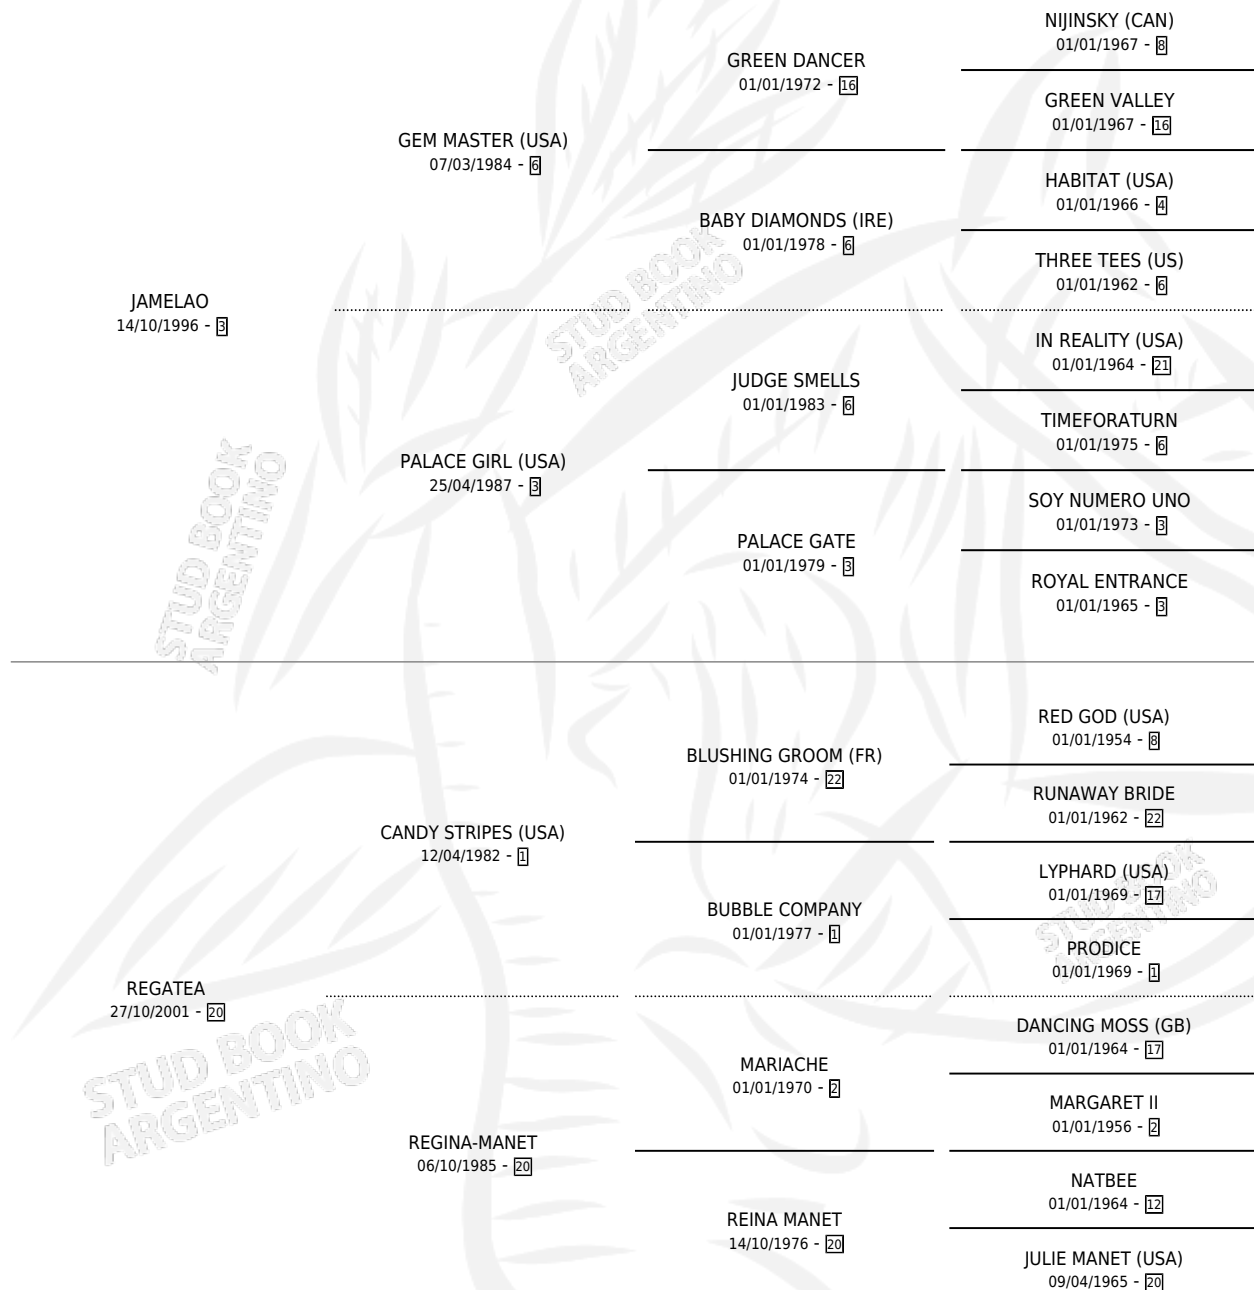 NIJINSKY (CAN)
01/01/1967 - 8
GREEN DANCER
01/01/1972 - 16
GREEN VALLEY
01/01/1967 - 16
GEM MASTER (USA)
07/03/1984 - 6
HABITAT (USA)
01/01/1966 - 4
BABY DIAMONDS (IRE)
01/01/1978 - 6
THREE TEES (US)
01/01/1962 - 6
JAMELAO
14/10/1996 - 3
IN REALITY (USA)
01/01/1964 - 21
JUDGE SMELLS
01/01/1983 - 6
TIMEFORATURN
01/01/1975 - 6
PALACE GIRL (USA)
25/04/1987 - 3
SOY NUMERO UNO
01/01/1973 - 3
PALACE GATE
01/01/1979 - 3
ROYAL ENTRANCE
01/01/1965 - 3
RED GOD (USA)
01/01/1954 - 8
BLUSHING GROOM (FR)
01/01/1974 - 22
RUNAWAY BRIDE
01/01/1962 - 22
CANDY STRIPES (USA)
12/04/1982 - 1
LYPHARD (USA)
01/01/1969 - 17
BUBBLE COMPANY
01/01/1977 - 1
PRODICE
01/01/1969 - 1
REGATEA
27/10/2001 - 20
DANCING MOSS (GB)
01/01/1964 - 17
MARIACHE
01/01/1970 - 2
MARGARET II
01/01/1956 - 2
REGINA-MANET
06/10/1985 - 20
NATBEE
01/01/1964 - 12
REINA MANET
14/10/1976 - 20
JULIE MANET (USA)
09/04/1965 - 20
STUD BOOK
ARGENTINO
STUD BOOK
ARGENTINO
STUD BOOK
ARGENTINO
STUD BOOK
ARGENTINO